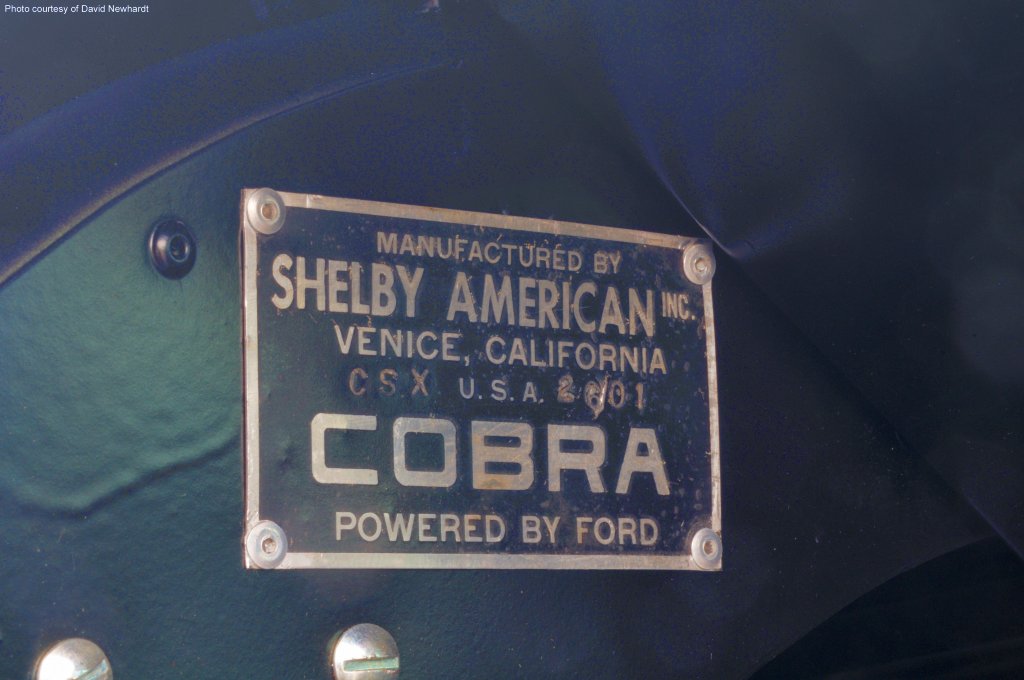 Photo courtesy of David Newhardt
MANUFACTURED BY
SHELBY AMERICAN INC.
VENICE, CALIFORNIA
CSX U.S.A. 2601
COBRA
POWERED BY FORD